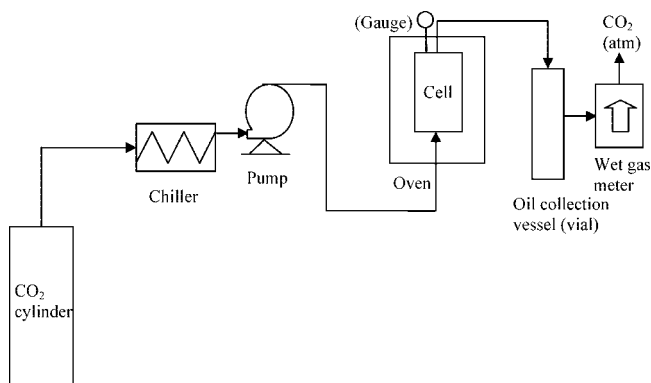 (Gauge)
CO₂
(atm)
Cell
Chiller
Pump
Oven
Wet gas
meter
Oil collection
vessel (vial)
CO₂
cylinder